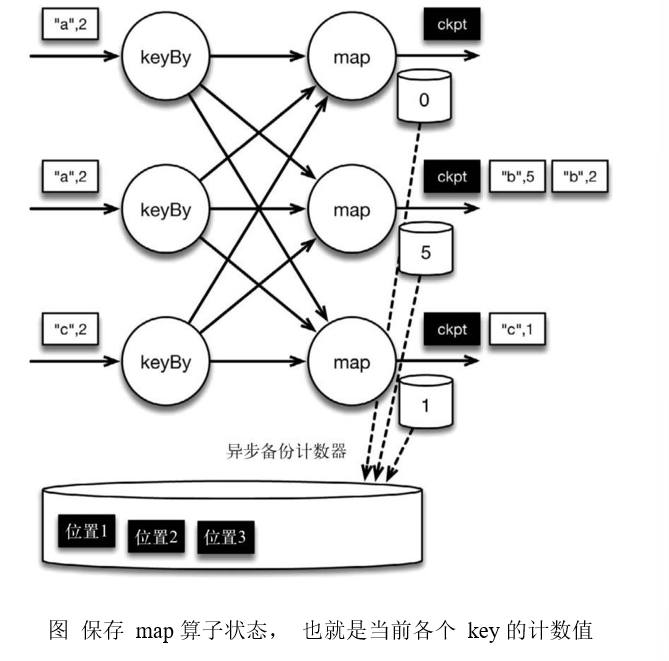 "a",2
ckpt
keyBy
map
0
"a",2
ckpt
"b",5
"b",2
keyBy
map
5
"c",2
ckpt
"c",1
keyBy
map
1
异步备份计数器
位置1
位置2
位置3
图 保存 map 算子状态， 也就是当前各个 key 的计数值